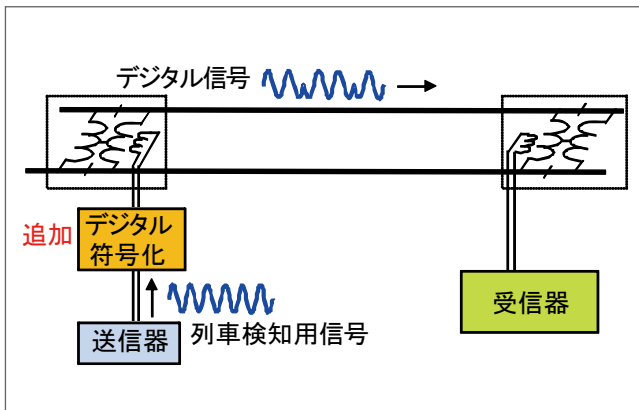 デジタル信号
追加
デジタル
符号化
送信器
列車検知用信号
受信器